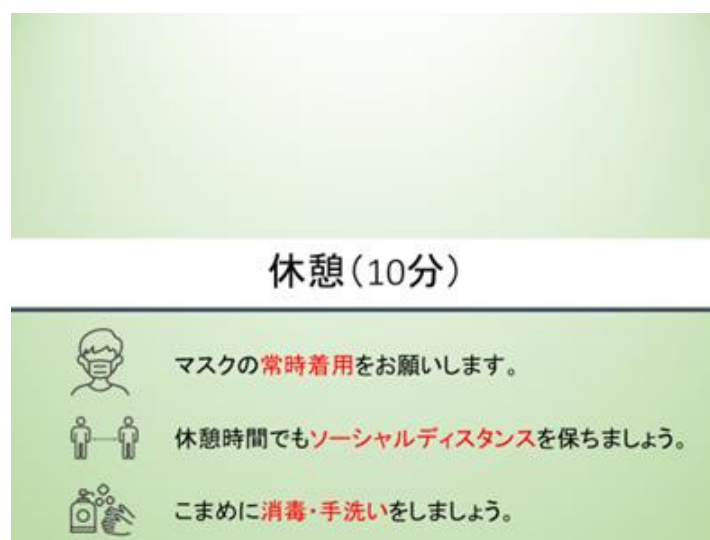 休憩（10分）
マスクの常時着用をお願いします。
休憩時間でもソーシャルディスタンスを保ちましょう。
こまめに消毒・手洗いをしましょう。